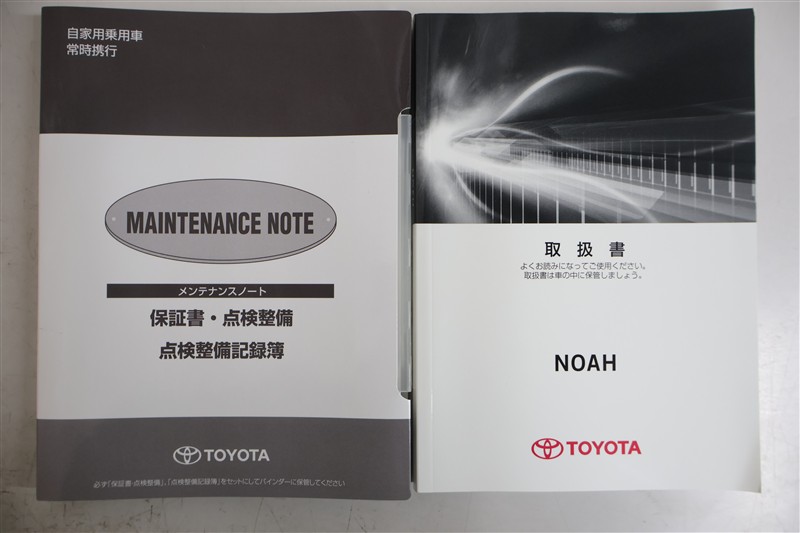 自家用乗用車
常時携行
MAINTENANCE NOTE
メンテナンスノート
保証書・点検整備
点検整備記録簿
TOYOTA
必ず「保証書・点検整備」、「点検整備記録簿」をセットにしてバインダーに保管してください
取扱書
よくお読みになってご使用ください。
取扱書は車の中に保管しましょう。
NOAH
TOYOTA